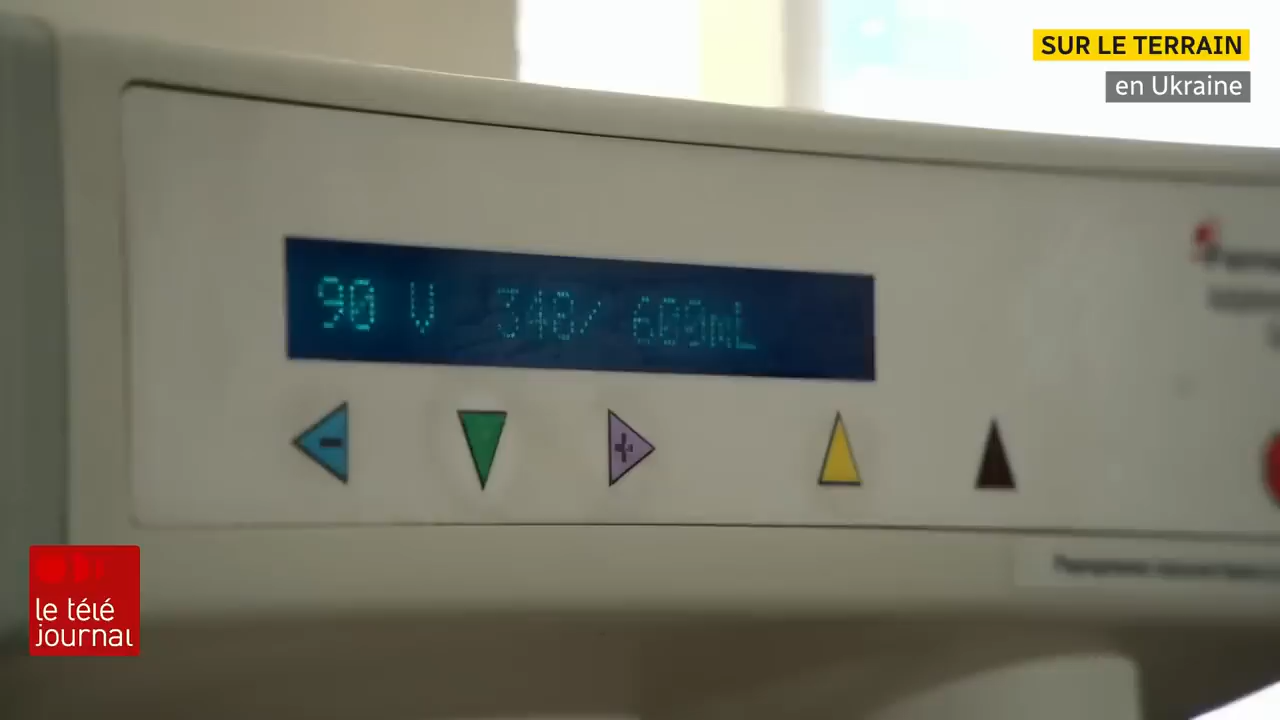 SUR LE TERRAIN
en Ukraine
90 V 348/ 600mL
- +
le télé
journal